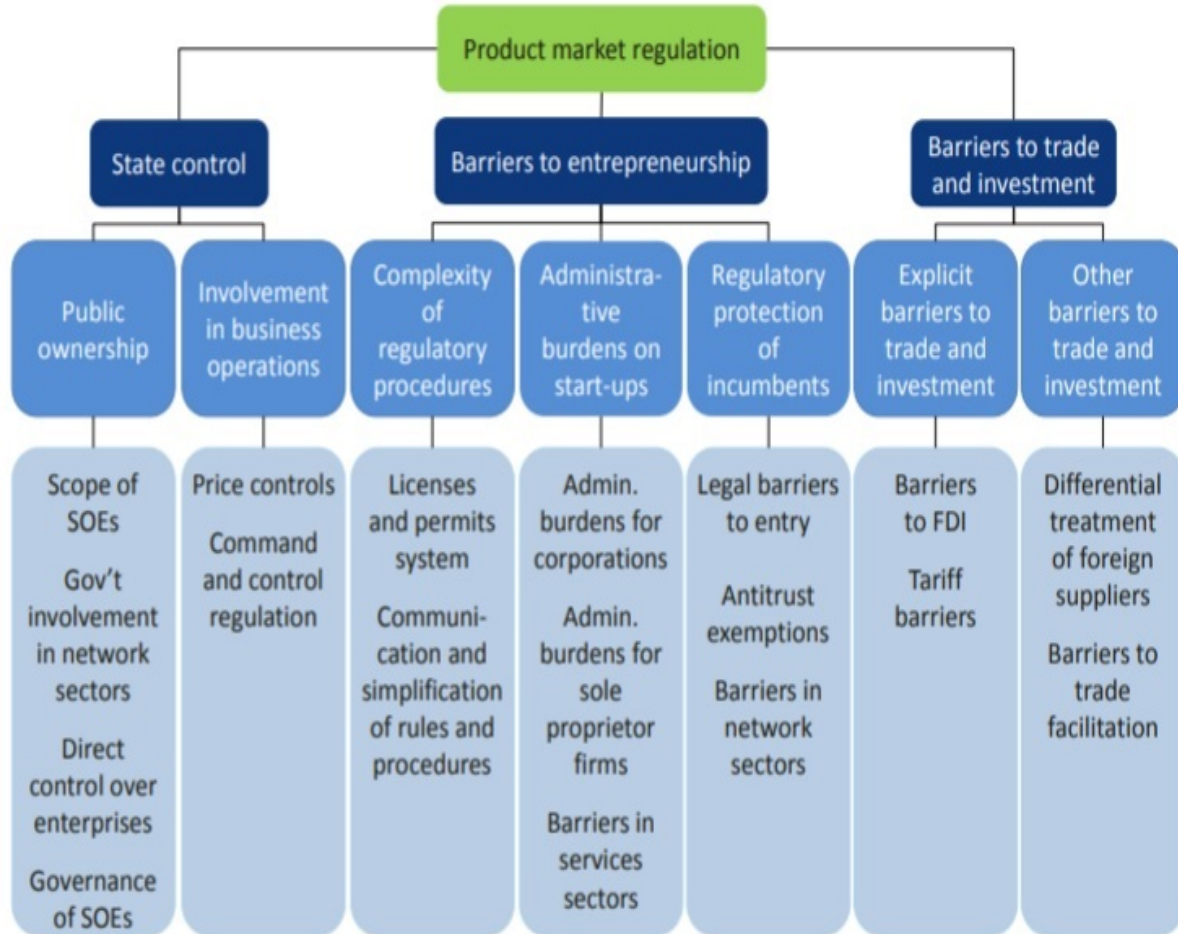 Product market regulation
State control
Barriers to entrepreneurship
Barriers to trade
and investment
Public
ownership
Involvement
in business
operations
Complexity
of
regulatory
procedures
Administra-
tive
burdens on
start-ups
Regulatory
protection
of
incumbents
Explicit
barriers to
trade and
investment
Other
barriers to
trade and
investment
Scope of
SOEs
Gov't
involvement
in network
sectors
Direct
control over
enterprises
Governance
of SOEs
Price controls
Command
and control
regulation
Licenses
and permits
system
Communi-
cation and
simplification
of rules and
procedures
Admin.
burdens for
corporations
Admin.
burdens for
sole
proprietor
firms
Barriers in
services
sectors
Legal barriers
to entry
Antitrust
exemptions
Barriers in
network
sectors
Barriers
to FDI
Tariff
barriers
Differential
treatment
of foreign
suppliers
Barriers to
trade
facilitation